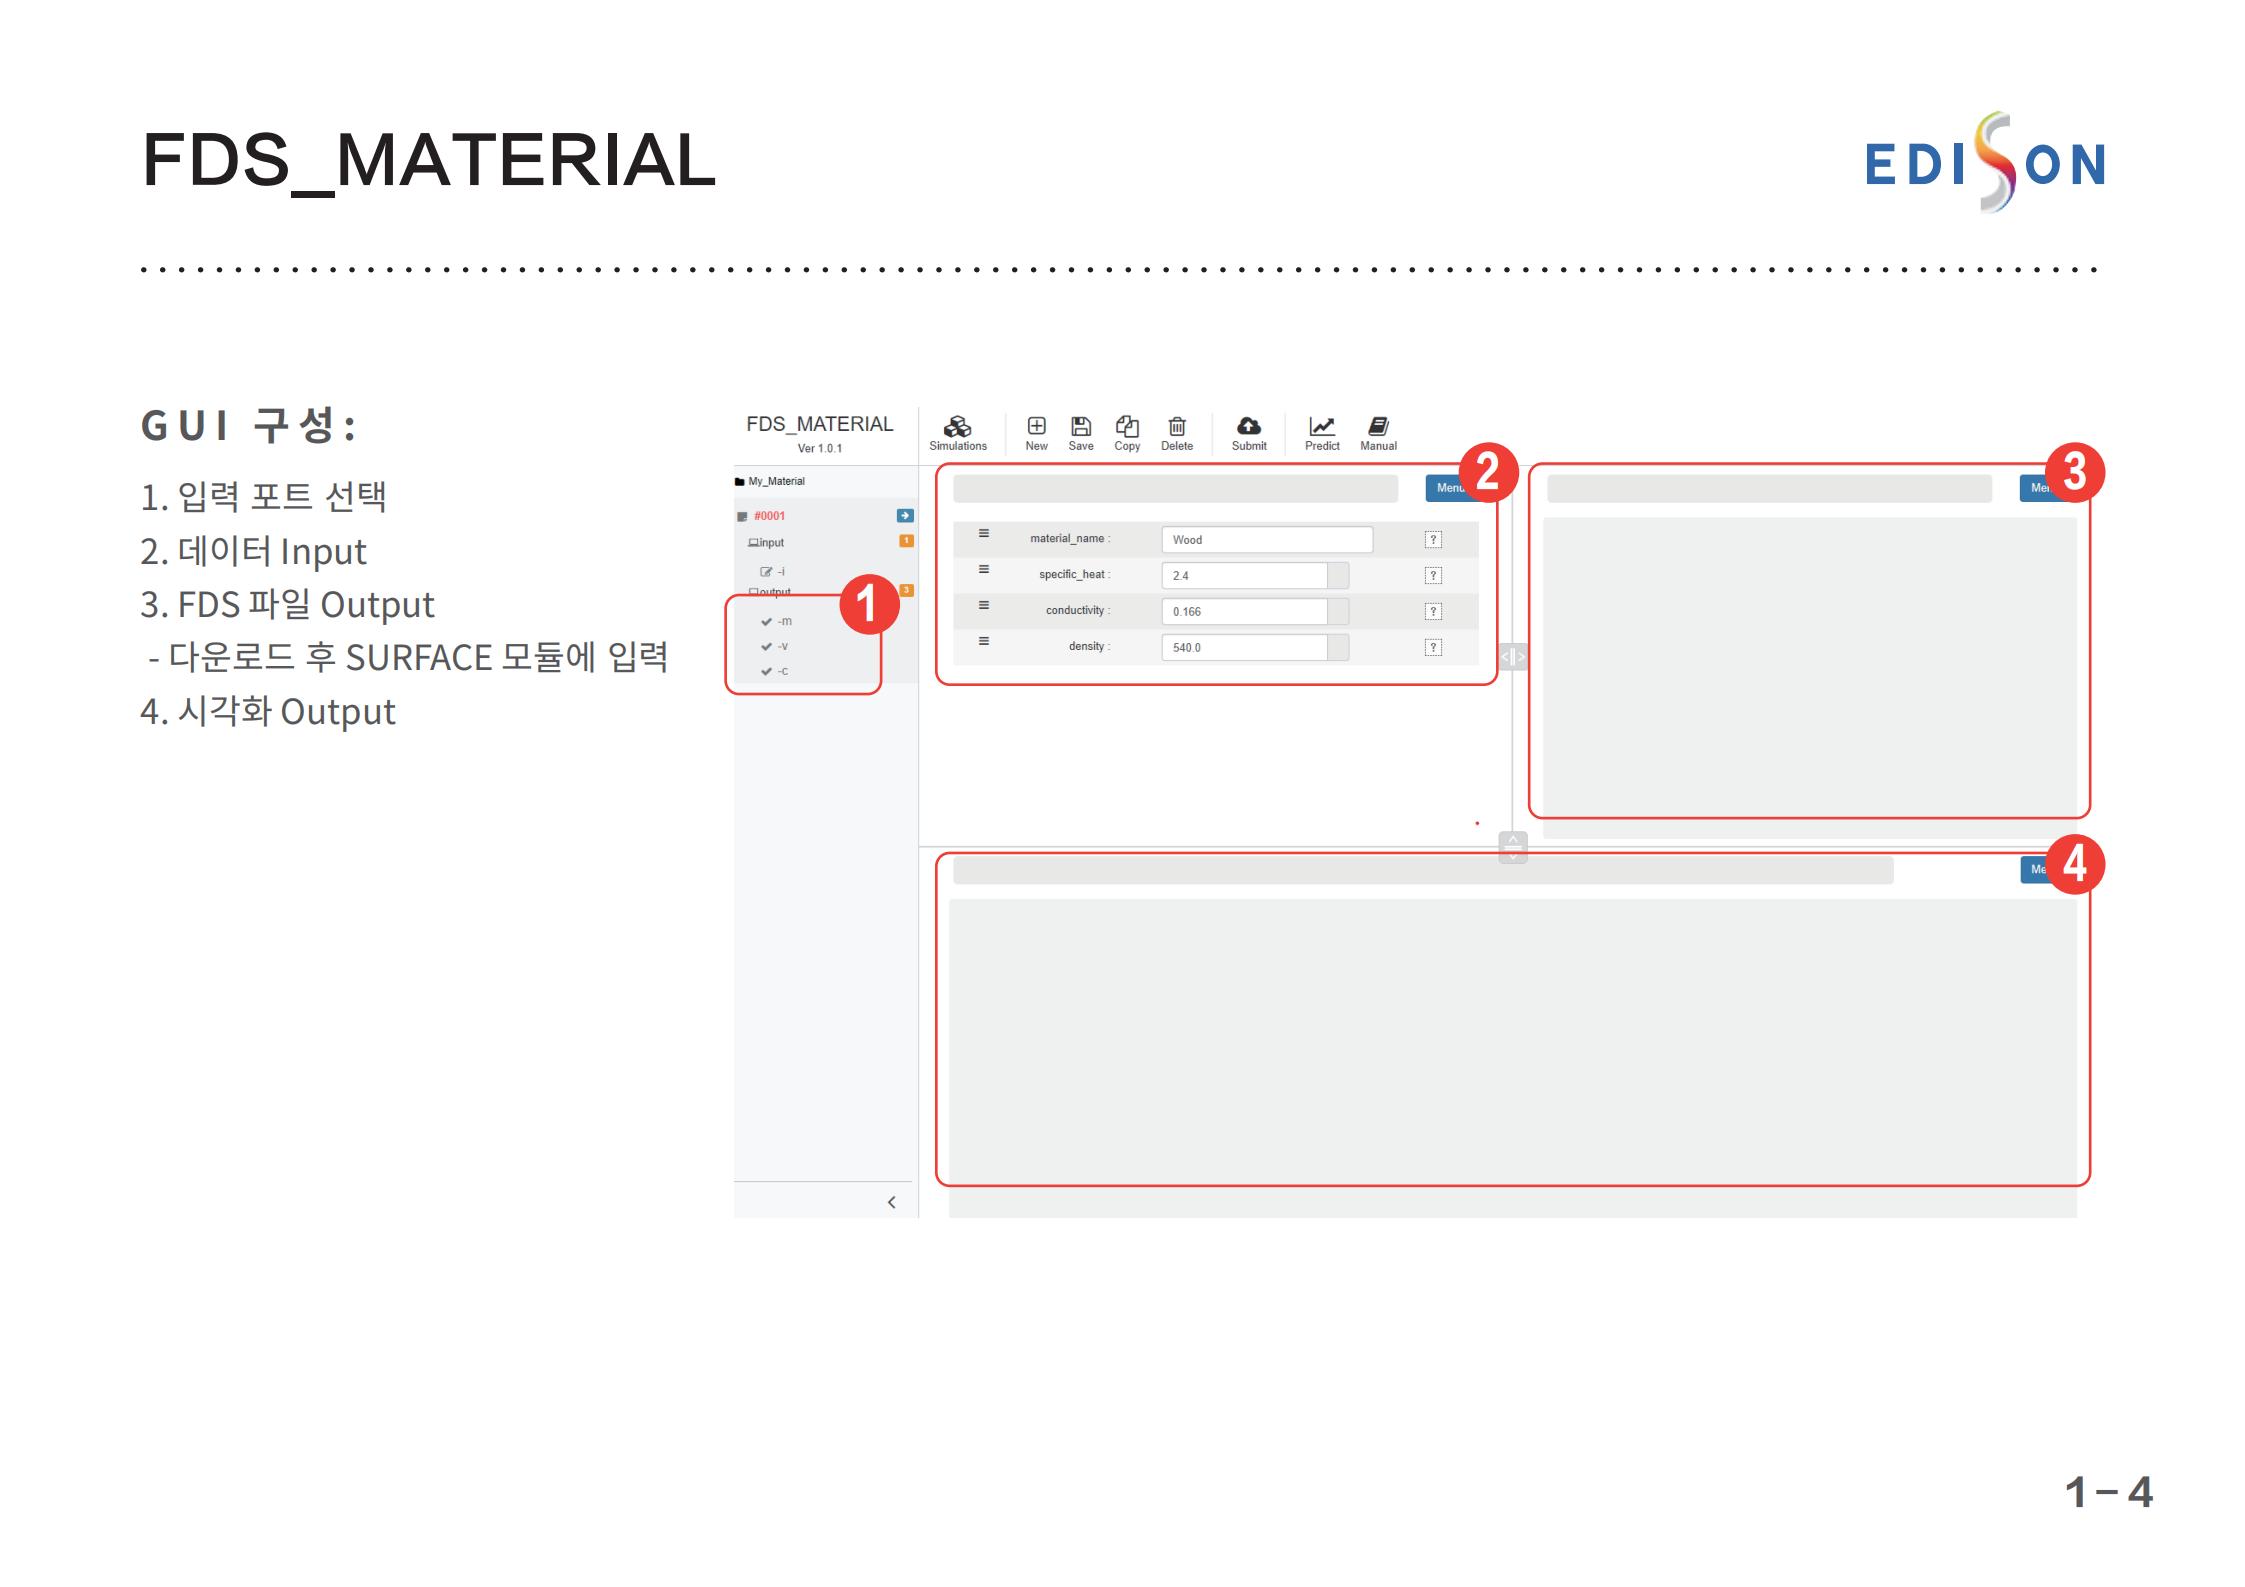 FDS_MATERIAL
EDISON
GUI 구성:
1. 입력 포트 선택
2. 데이터 Input
3. FDS 파일 Output
- 다운로드 후 SURFACE 모듈에 입력
4. 시각화 Output
FDS_MATERIAL
Ver 1.0.1
Simulations
New
Save
Copy
Delete
Submit
Predict
Manual
My_Material
#0001
input
1
-i
output
3
-m
-v
-c
1
2
Menu
material_name :
Wood
?
specific_heat :
2.4
?
conductivity :
0.166
?
density :
540.0
?
3
4
1-4